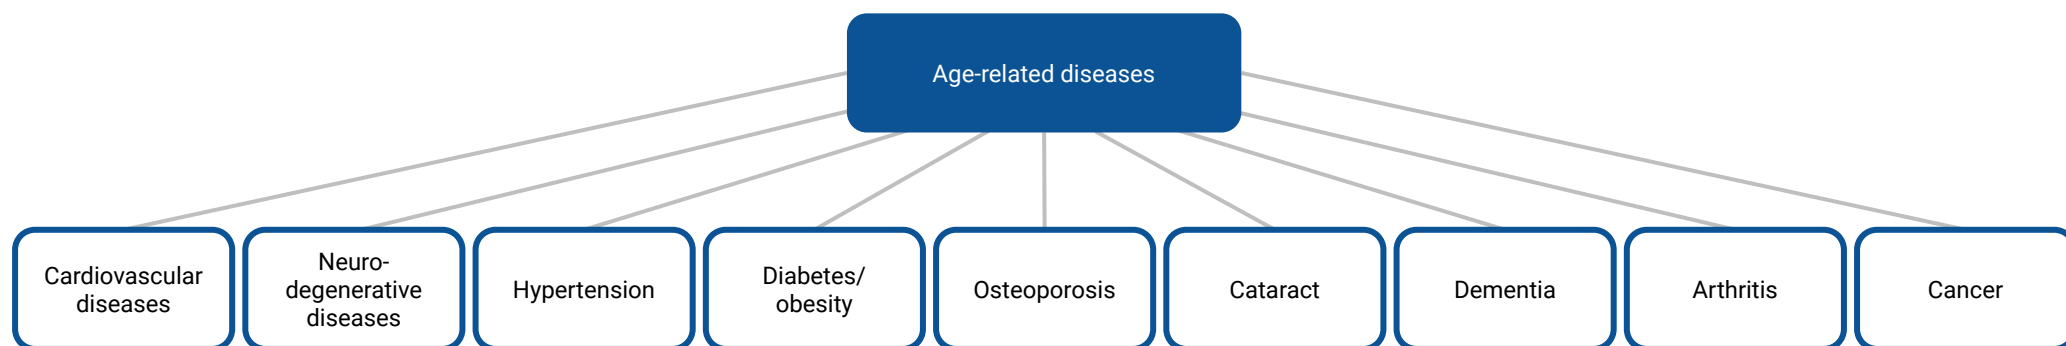 Age-related diseases
Cardiovascular
diseases
Neuro-
degenerative
diseases
Hypertension
Diabetes/
obesity
Osteoporosis
Cataract
Dementia
Arthritis
Cancer